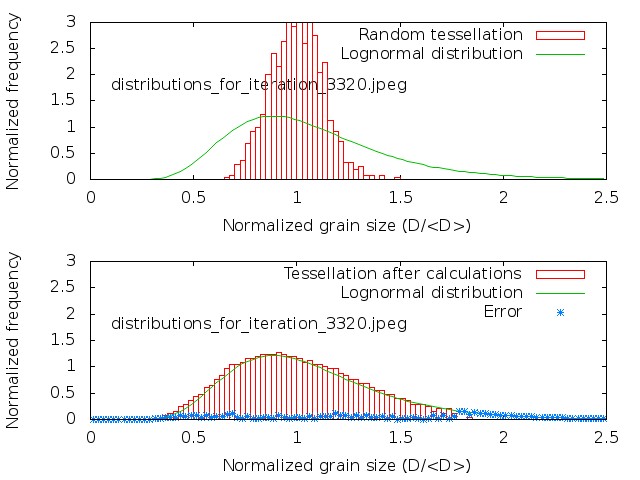 3
2.5
2
1.5
1
0.5
0
Normalized frequency
Random tessellation
Lognormal distribution
distributions_for_iteration_3320.jpeg
0 0.5 1 1.5 2 2.5
Normalized grain size (D/<D>)
3
2.5
2
1.5
1
0.5
0
Normalized frequency
Tessellation after calculations
Lognormal distribution
Error
distributions_for_iteration_3320.jpeg
0 0.5 1 1.5 2 2.5
Normalized grain size (D/<D>)